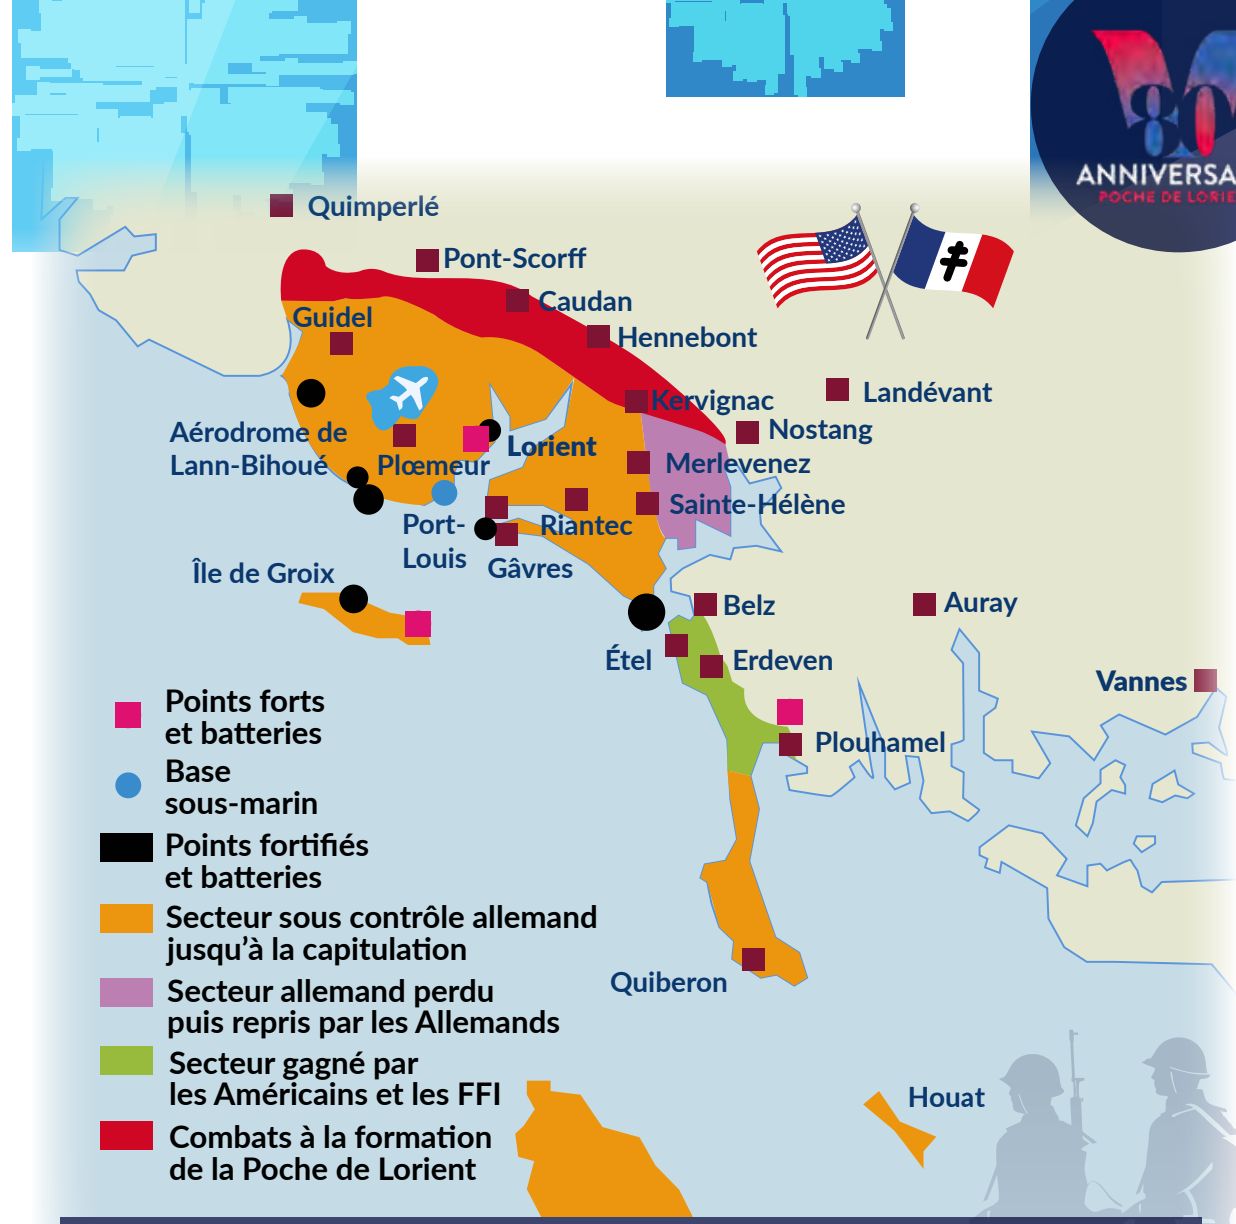 80
ANNIVERSA
POCHE DE LORIE
Quimperlé
Pont-Scorff
Caudan
Guidel
Hennebont
Landévant
Kervignac
Nostang
Aérodrome de
Lann-Bihoué
Lorient
Plœmeur
Merlevenez
Sainte-Hélène
Port-
Louis
Riantec
Gâvres
Île de Groix
Belz
Auray
Étel
Erdeven
Vannes
Plouhamel
Quiberon
Houat
Points forts
et batteries
Base
sous-marin
Points fortifiés
et batteries
Secteur sous contrôle allemand
jusqu’à la capitulation
Secteur allemand perdu
puis repris par les Allemands
Secteur gagné par
les Américains et les FFI
Combats à la formation
de la Poche de Lorient